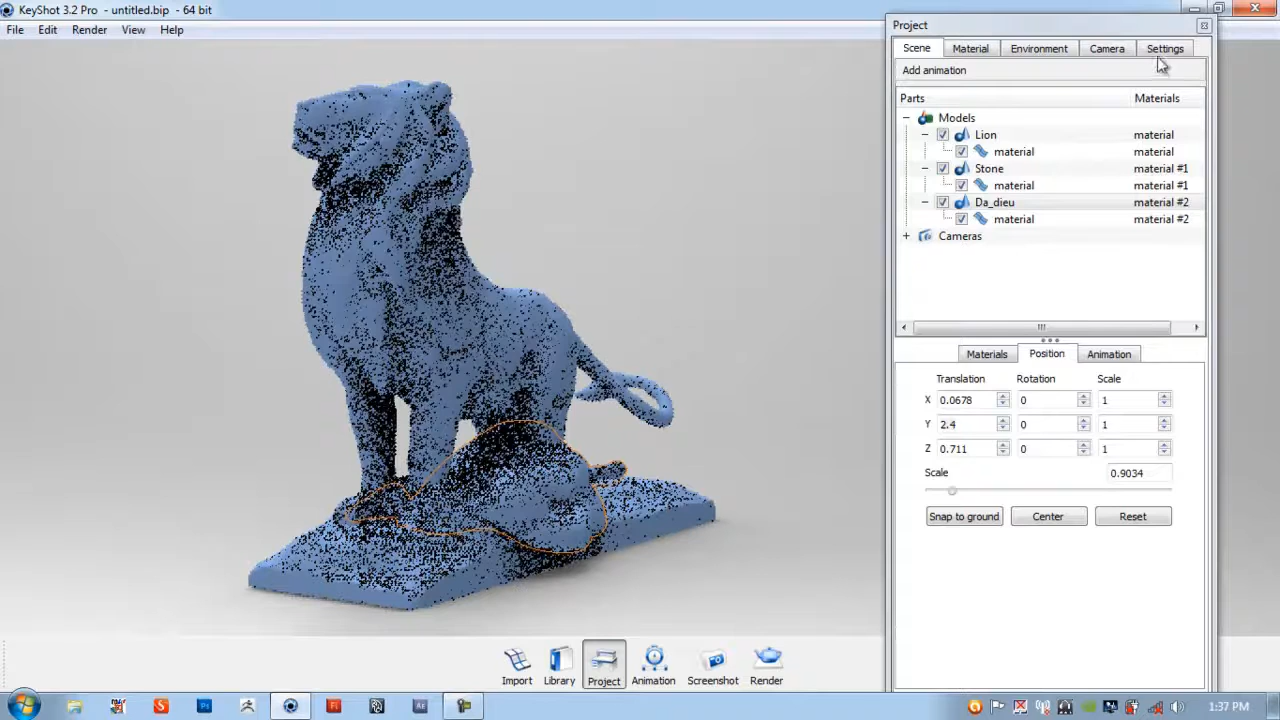 KeyShot 3.2 Pro - untitled.bip - 64 bit
File Edit Render View Help
Project
Scene Material Environment Camera Settings
Add animation
Parts Materials
Models
Lion material
material material
Stone material #1
material material #1
Da_dieu material #2
material material #2
Cameras
Materials Position Animation
Translation Rotation Scale
X 0.0678 0 1
Y 2.4 0 1
Z 0.711 0 1
Scale 0.9034
Snap to ground Center Reset
Import Library Project Animation Screenshot Render
1:37 PM